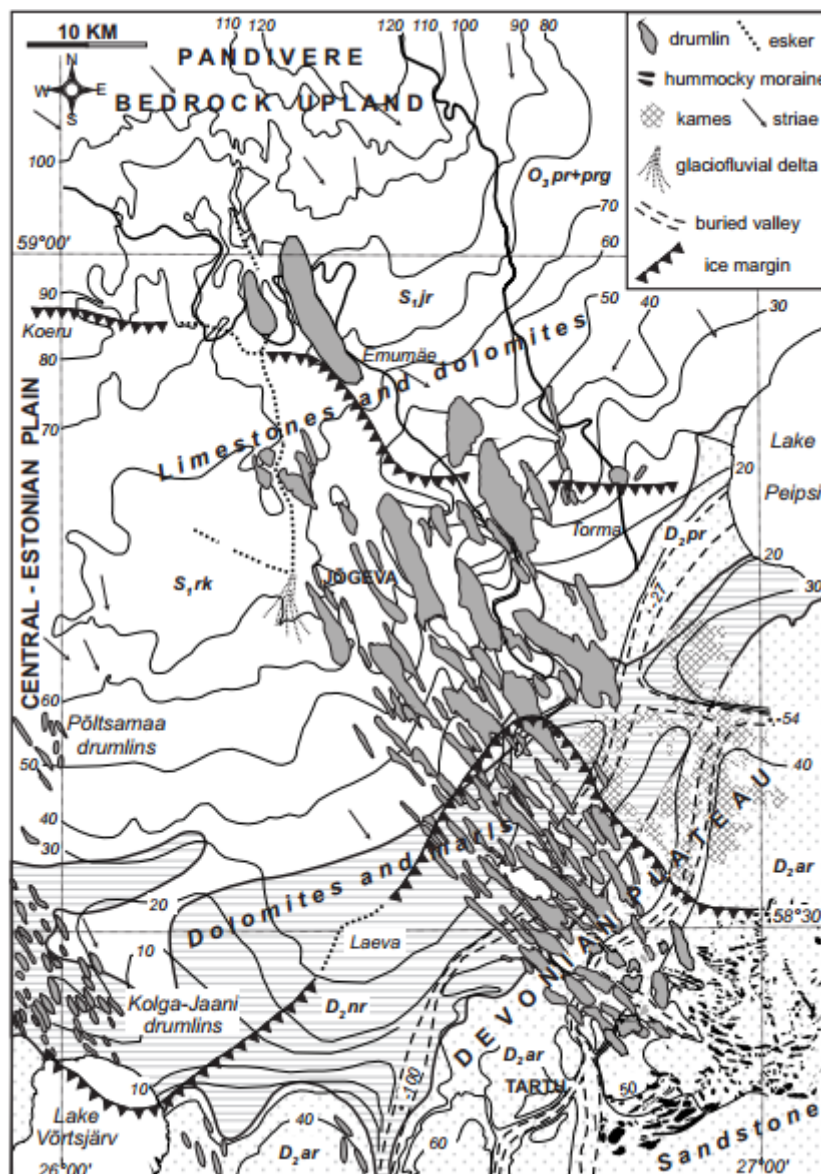 110 120
120 110 100 90 80
10 KM
N
W E
S
PANDIVERE
BEDROCK UPLAND
drumlin
esker
hummocky moraine
kames
striae
glaciofluvial delta
buried valley
ice margin
100
O₃pr+prg
70
59°00'
60
S₁jr
90
50
40
30
Koeru
80
Emumäe
70
Limestones and dolomites
Lake
Peipsi
20
Torma
D₂pr
CENTRAL - ESTONIAN PLAIN
S₁rk
JÕGEVA
20
-27
30
60
Põltsamaa
drumlins
-54
50
40
40
30
Dolomites and marls
DEVONIAN PLATEAU
D₂ar
20
58°30'
10
Laeva
Kolga-Jaani
drumlins
D₂nr
D₂ar
-100
TARTU
10
60
Lake
Võrtsjärv
40
D₂ar
60
Sandstone
26°00'
27°00'